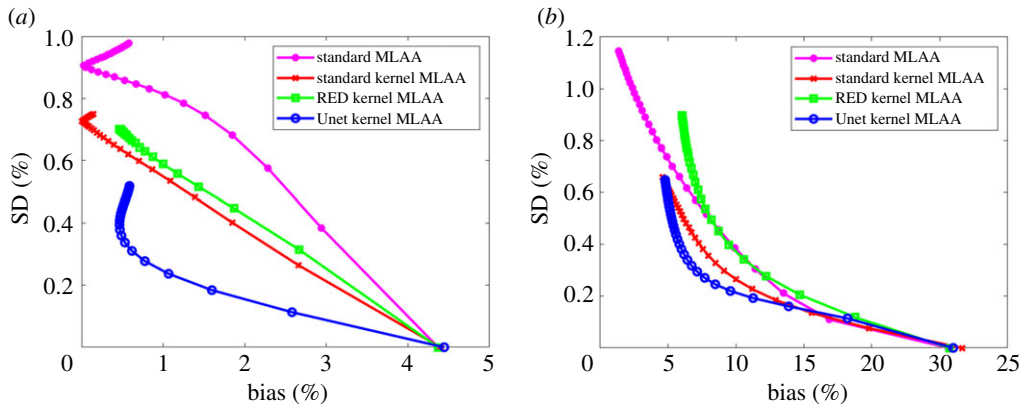 (a)
1.0
0.8
0.6
0.4
0.2
0
SD (%)
standard MLAA
standard kernel MLAA
RED kernel MLAA
Unet kernel MLAA
1 2 3 4 5
bias (%)
(b)
1.2
1.0
0.8
0.6
0.4
0.2
0
SD (%)
standard MLAA
standard kernel MLAA
RED kernel MLAA
Unet kernel MLAA
5 10 15 20 30 25
bias (%)